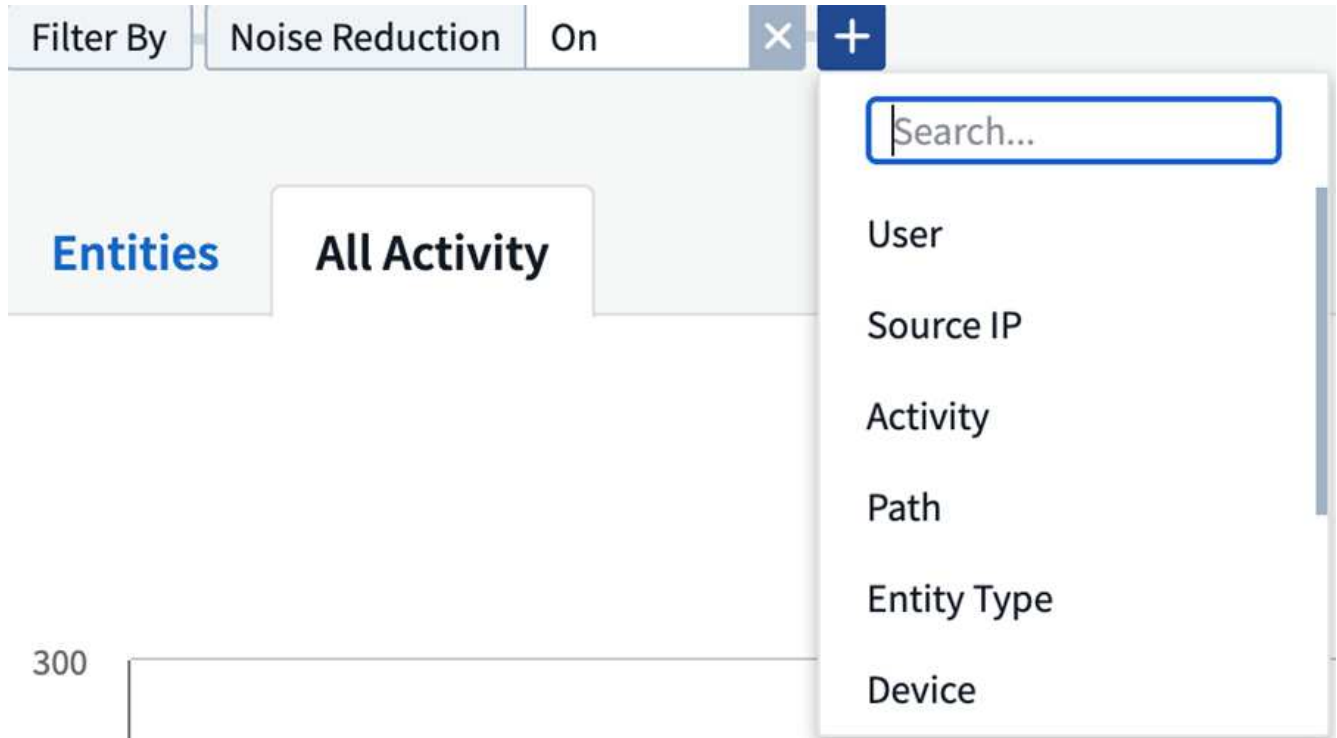 Filter By Noise Reduction On × +
Search...
User
Entities All Activity
Source IP
Activity
Path
Entity Type
300
Device